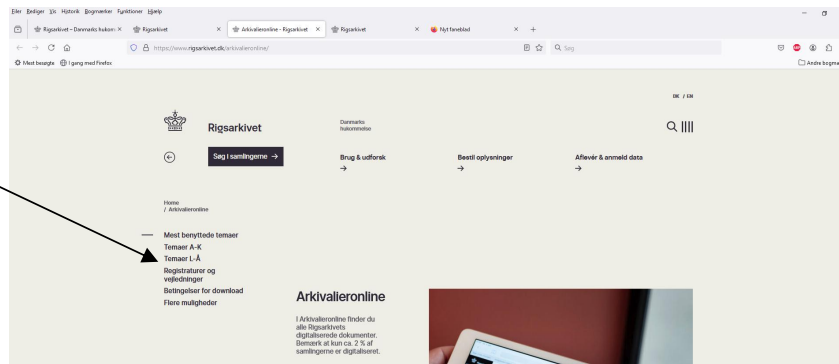 Filer Rediger Vis Historik Bogmærker Funktioner Hjælp
Rigsarkivet – Danmarks hukom
Rigsarkivet
Arkivalieronline - Rigsarkivet
Rigsarkivet
Nyt faneblad
https://www.rigsarkivet.dk/arkivalieronline/
Søg
Mest besøgte
I gang med Firefox
Andre bogmæ
DK / EN
Rigsarkivet
Danmarks
hukommelse
Søg i samlingerne →
Brug & udforsk
→
Bestil oplysninger
→
Aflevér & anmeld data
→
Home
/ Arkivalieronline
Mest benyttede temaer
Temaer A-K
Temaer L-Å
Registraturer og
vejledninger
Betingelser for download
Flere muligheder
Arkivalieronline
I Arkivalieronline finder du
alle Rigsarkivets
digitaliserede dokumenter.
Bemærk at kun ca. 2 % af
samlingerne er digitaliseret.